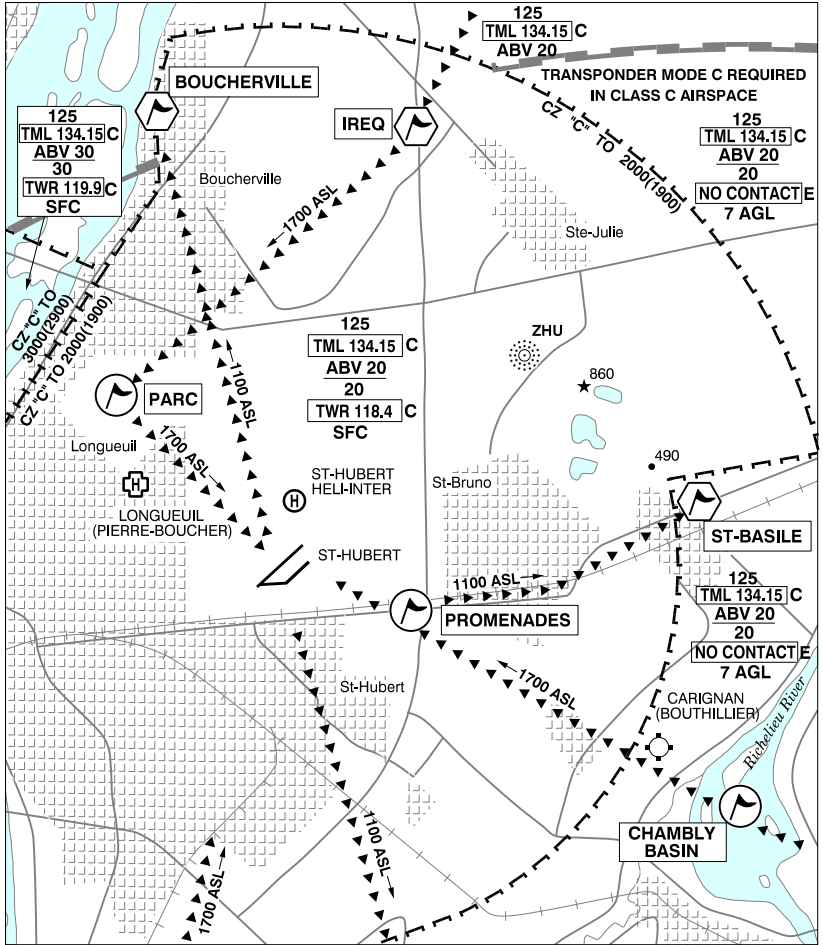 125
TML 134.15 C
ABV 20
TRANSPONDER MODE C REQUIRED
IN CLASS C AIRSPACE
BOUCHERVILLE
IREQ
125
TML 134.15 C
ABV 30
30
TWR 119.9 C
SFC
125
TML 134.15 C
ABV 20
20
NO CONTACT E
7 AGL
CZ "C" TO 2000(1900)
Boucherville
1700 ASL
Ste-Julie
CZ "C" TO
3000(2900)
CZ "C" TO 2000(1900)
125
TML 134.15 C
ABV 20
20
TWR 118.4 C
SFC
ZHU
860
1100 ASL
PARC
Longueuil
1700 ASL
H
LONGUEUIL
(PIERRE-BOUCHER)
H
ST-HUBERT
HELI-INTER
490
St-Bruno
ST-HUBERT
ST-BASILE
1100 ASL
PROMENADES
125
TML 134.15 C
ABV 20
20
NO CONTACT E
7 AGL
St-Hubert
1700 ASL
CARIGNAN
(BOUTHILLIER)
Richelieu River
CHAMBLY
BASIN
1100 ASL
1700 ASL